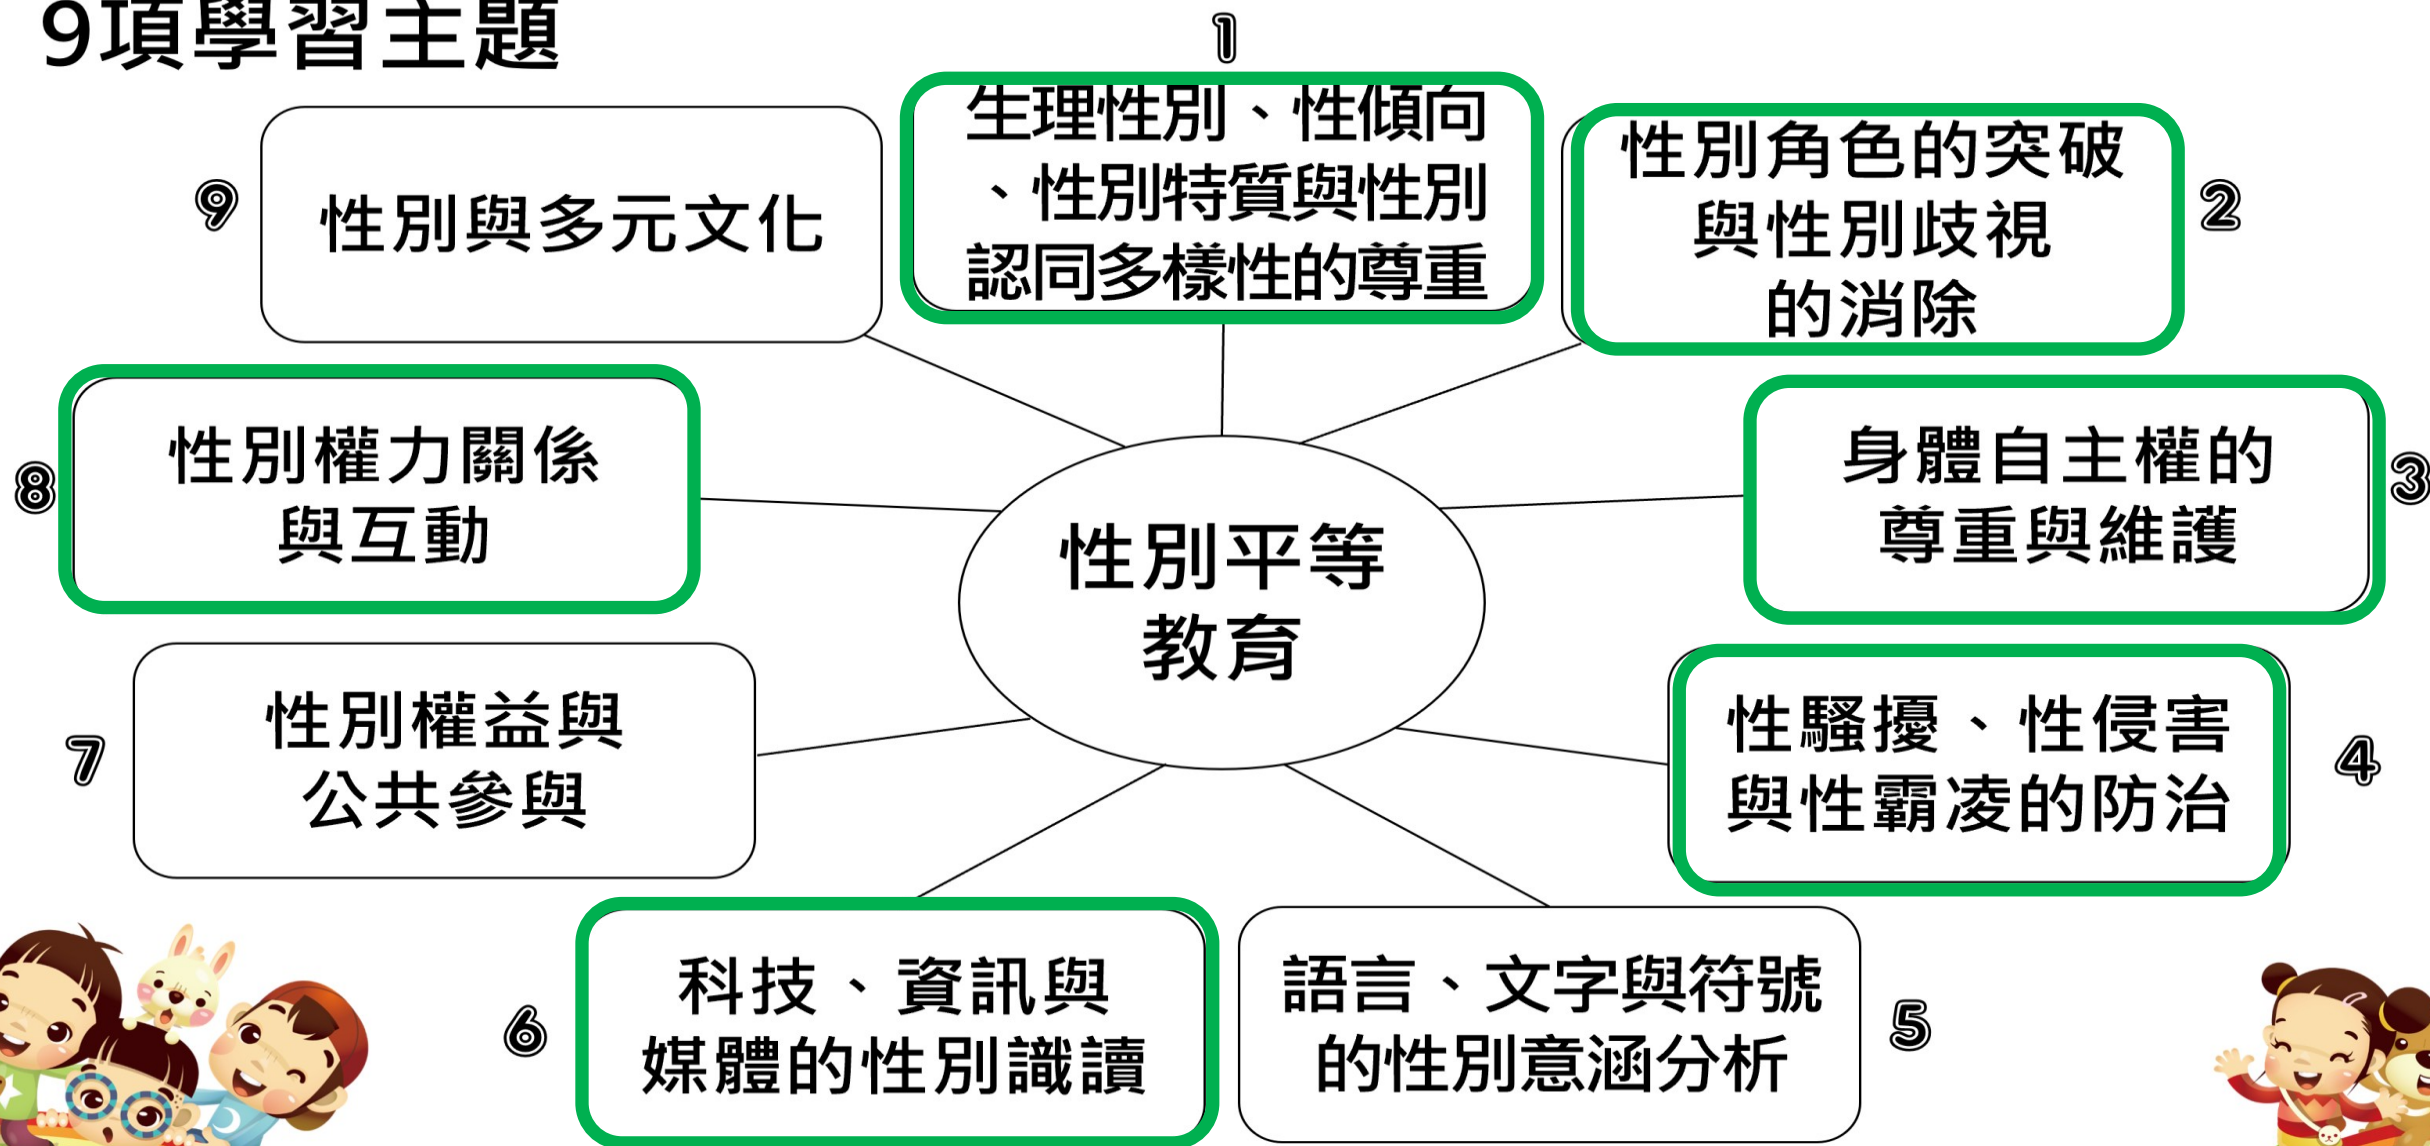 9項學習主題
1
生理性別、性傾向
、性別特質與性別
認同多樣性的尊重
性別角色的突破
與性別歧視
的消除
2
身體自主權的
尊重與維護
3
性騷擾、性侵害
與性霸凌的防治
4
語言、文字與符號
的性別意涵分析
5
科技、資訊與
媒體的性別識讀
6
性別權益與
公共參與
7
性別權力關係
與互動
8
性別與多元文化
9
性別平等
教育